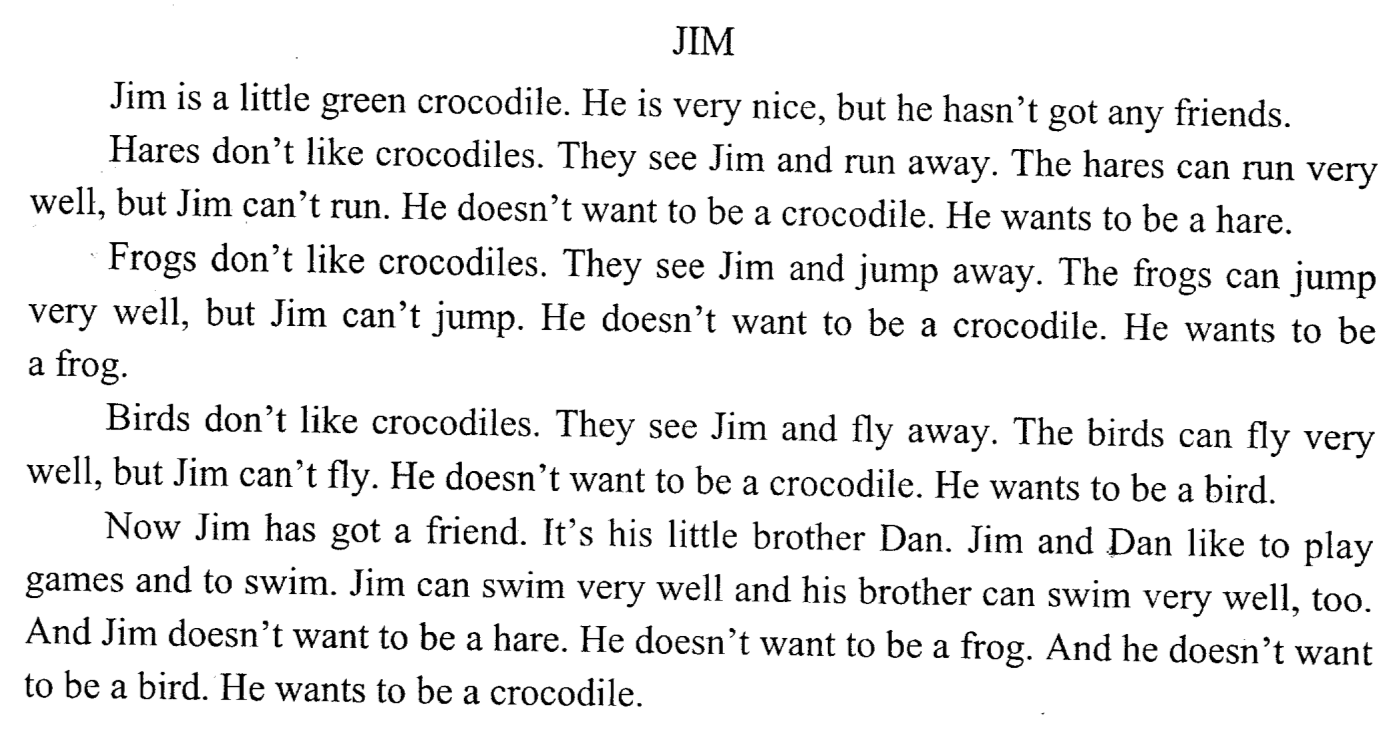 JIM
Jim is a little green crocodile. He is very nice, but he hasn't got any friends.
Hares don't like crocodiles. They see Jim and run away. The hares can run very
well, but Jim can't run. He doesn't want to be a crocodile. He wants to be a hare.
Frogs don't like crocodiles. They see Jim and jump away. The frogs can jump
very well, but Jim can't jump. He doesn't want to be a crocodile. He wants to be
a frog.
Birds don't like crocodiles. They see Jim and fly away. The birds can fly very
well, but Jim can't fly. He doesn't want to be a crocodile. He wants to be a bird.
Now Jim has got a friend. It's his little brother Dan. Jim and Dan like to play
games and to swim. Jim can swim very well and his brother can swim very well, too.
And Jim doesn't want to be a hare. He doesn't want to be a frog. And he doesn't want
to be a bird. He wants to be a crocodile.